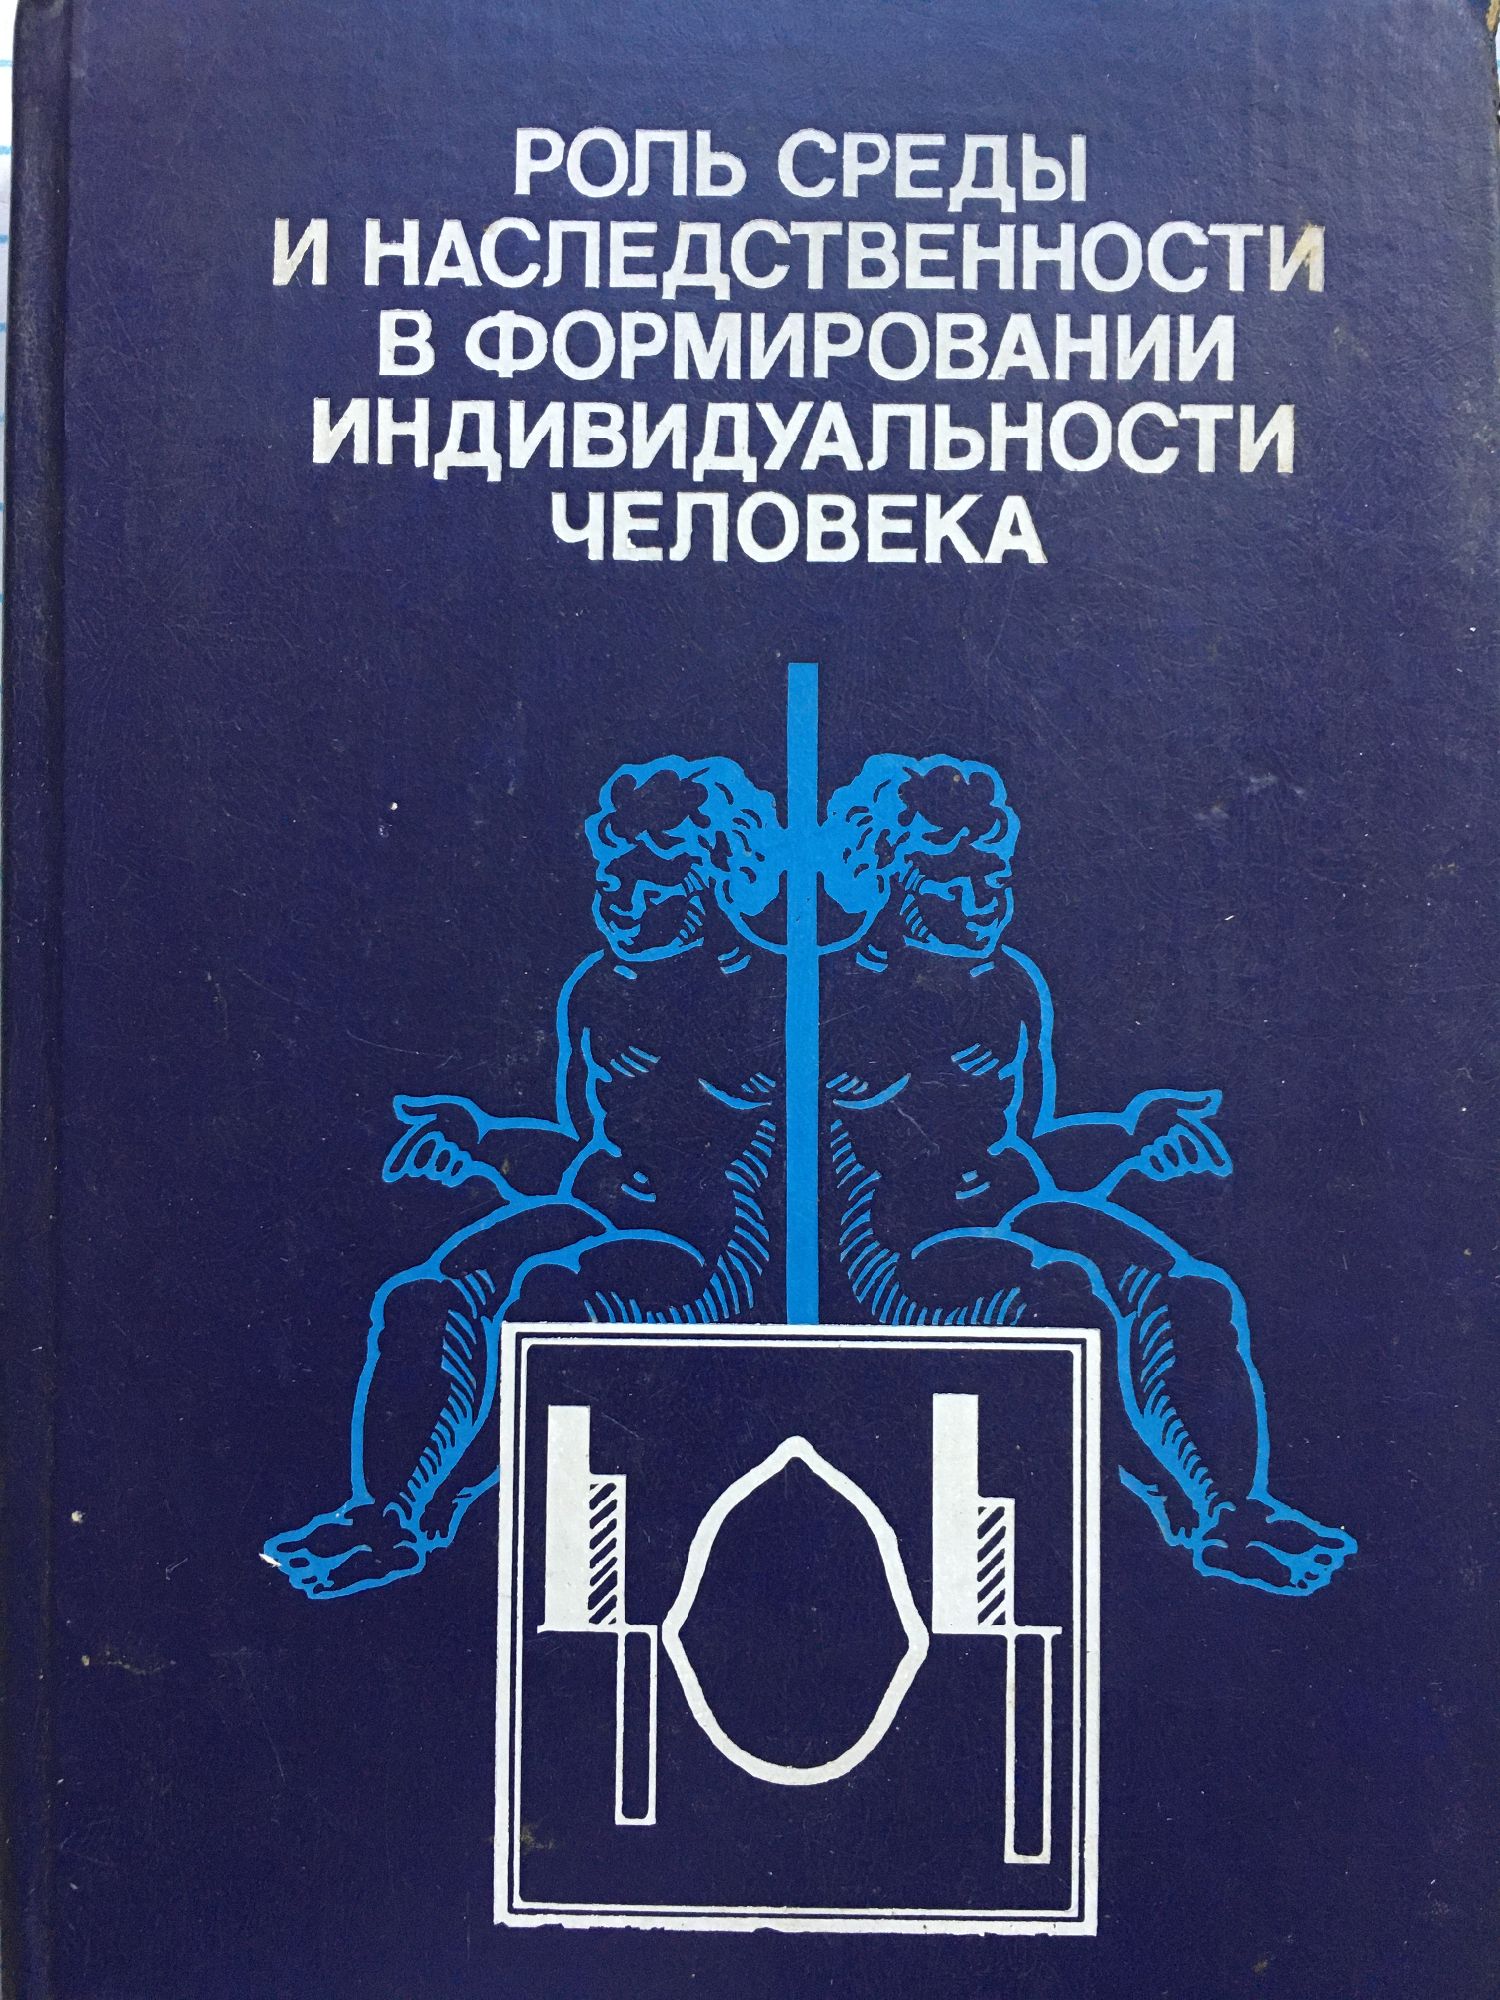 РОЛЬ СРЕДЫ
И НАСЛЕДСТВЕННОСТИ
В ФОРМИРОВАНИИ
ИНДИВИДУАЛЬНОСТИ
ЧЕЛОВЕКА